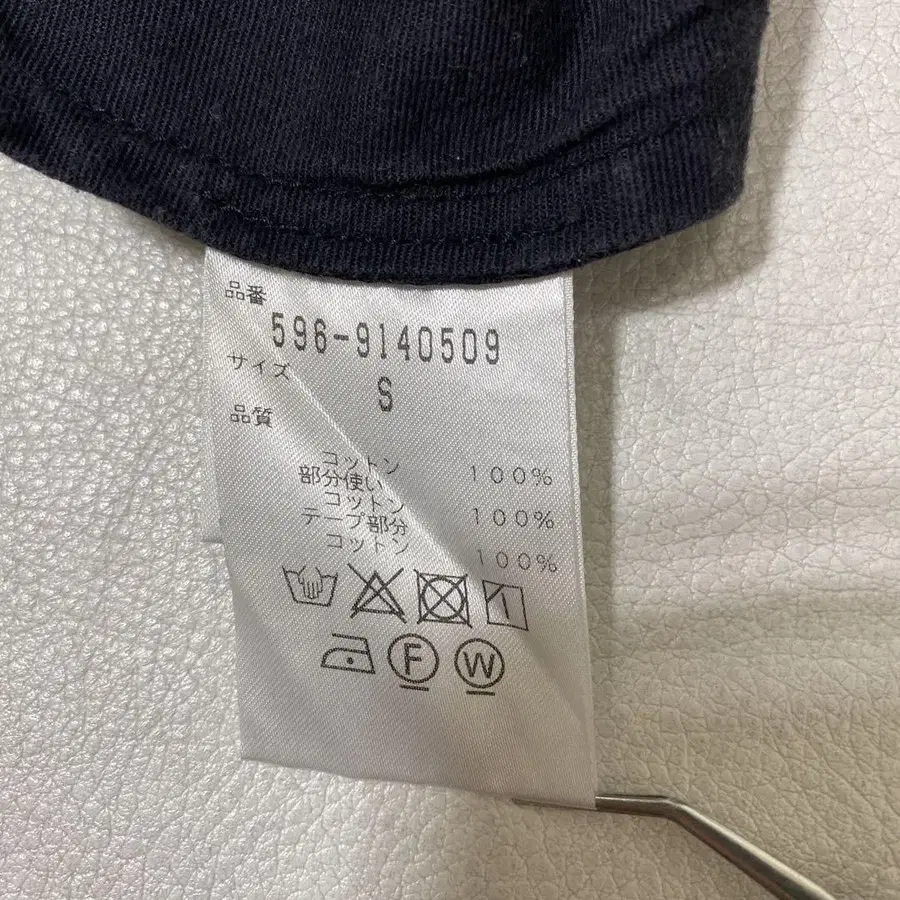 品番
596-9140509
サイズ
S
品質
コットン 100%
部分使い
コットン 100%
テープ部分
コットン 100%
F W